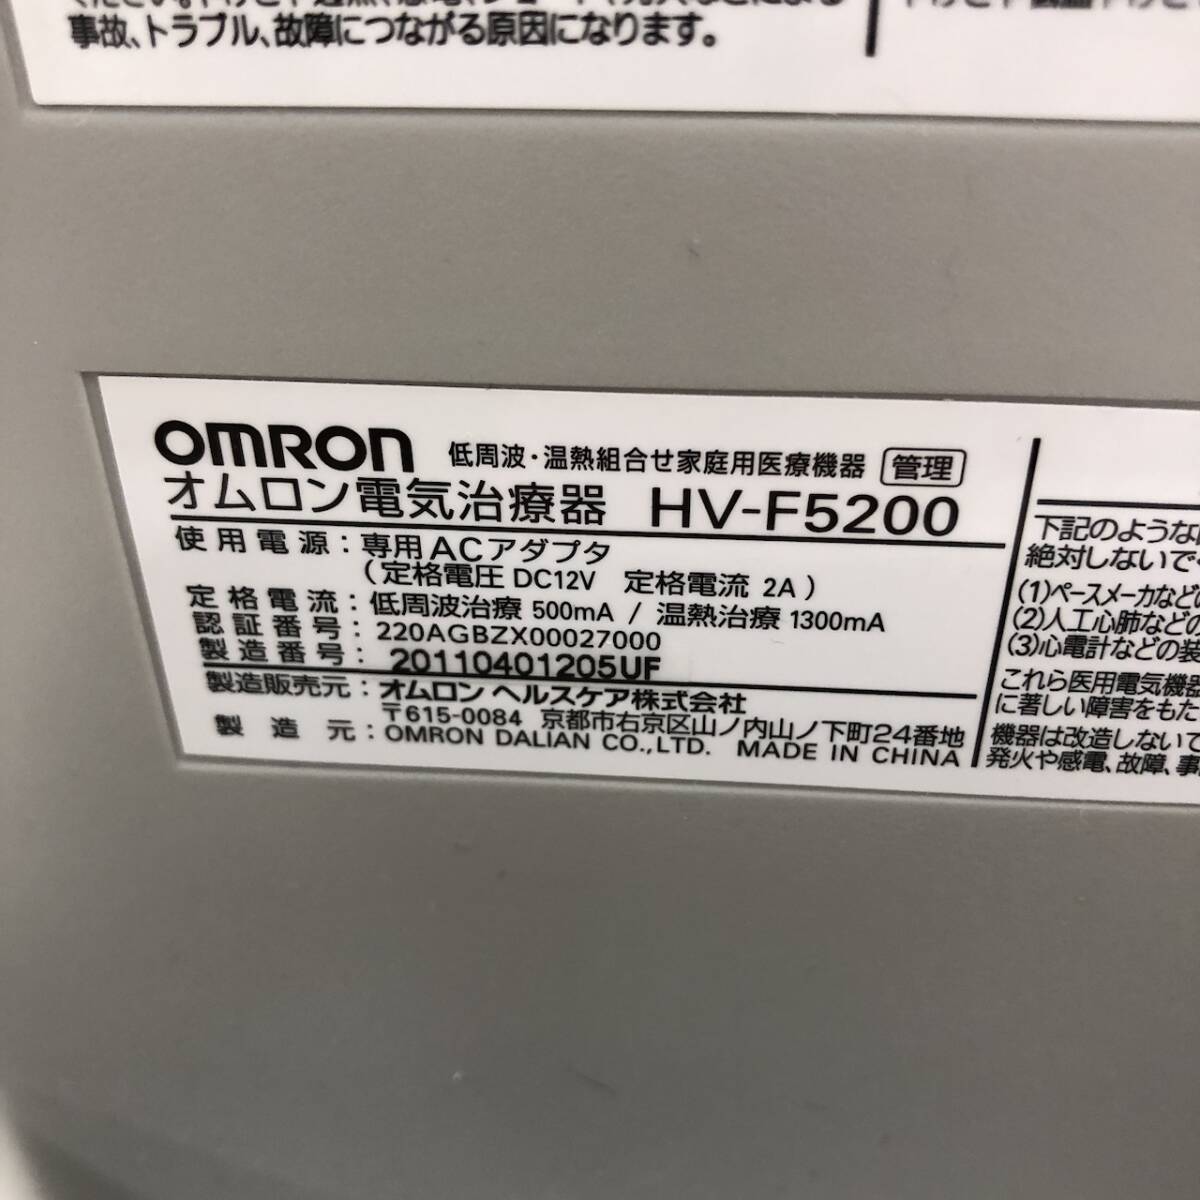 事故、トラブル、故障につながる原因になります。
OMRON 低周波・温熱組合せ家庭用医療機器 管理
オムロン電気治療器 HV-F5200
使用電源：専用ACアダプタ
（定格電圧 DC12V 定格電流 2A）
定格電流：低周波治療 500mA / 温熱治療 1300mA
認証番号：220AGBZX00027000
製造番号：20110401205UF
製造販売元：オムロン ヘルスケア株式会社
〒615-0084 京都市右京区山ノ内山ノ下町24番地
製造元：OMRON DALIAN CO.,LTD. MADE IN CHINA
下記のような
絶対しないで
(1)ペースメーカなどの
(2)人工心肺などの
(3)心電計などの装
これら医用電気機器
に著しい障害をもた
機器は改造しないで
発火や感電、故障、事